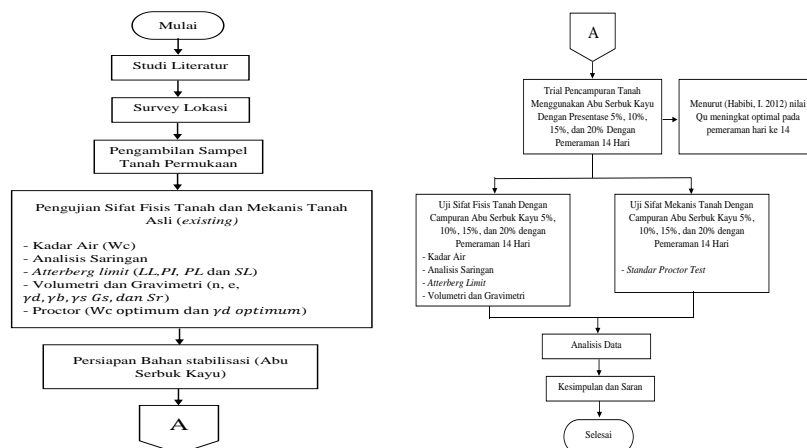 Mulai
Studi Literatur
Survey Lokasi
Pengambilan Sampel
Tanah Permukaan
Pengujian Sifat Fisis Tanah dan Mekanis Tanah
Asli (existing)
- Kadar Air (Wc)
- Analisis Saringan
- Atterberg limit (LL,PI, PL dan SL)
- Volumetri dan Gravimetri (n, e,
γd, γb, γs Gs, dan Sr)
- Proctor (Wc optimum dan γd optimum)
Persiapan Bahan stabilisasi (Abu
Serbuk Kayu)
A
A
Trial Pencampuran Tanah
Menggunakan Abu Serbuk Kayu
Dengan Presentase 5%, 10%,
15%, dan 20% Dengan
Pemeraman 14 Hari
Menurut (Habibi, I. 2012) nilai
Qu meningkat optimal pada
pemeraman hari ke 14
Uji Sifat Fisis Tanah Dengan
Campuran Abu Serbuk Kayu 5%,
10%, 15%, dan 20% dengan
Pemeraman 14 Hari
- Kadar Air
- Analisis Saringan
- Atterberg Limit
- Volumetri dan Gravimetri
Uji Sifat Mekanis Tanah Dengan
Campuran Abu Serbuk Kayu 5%,
10%, 15%, dan 20% dengan
Pemeraman 14 Hari
- Standar Proctor Test
Analisis Data
Kesimpulan dan Saran
Selesai